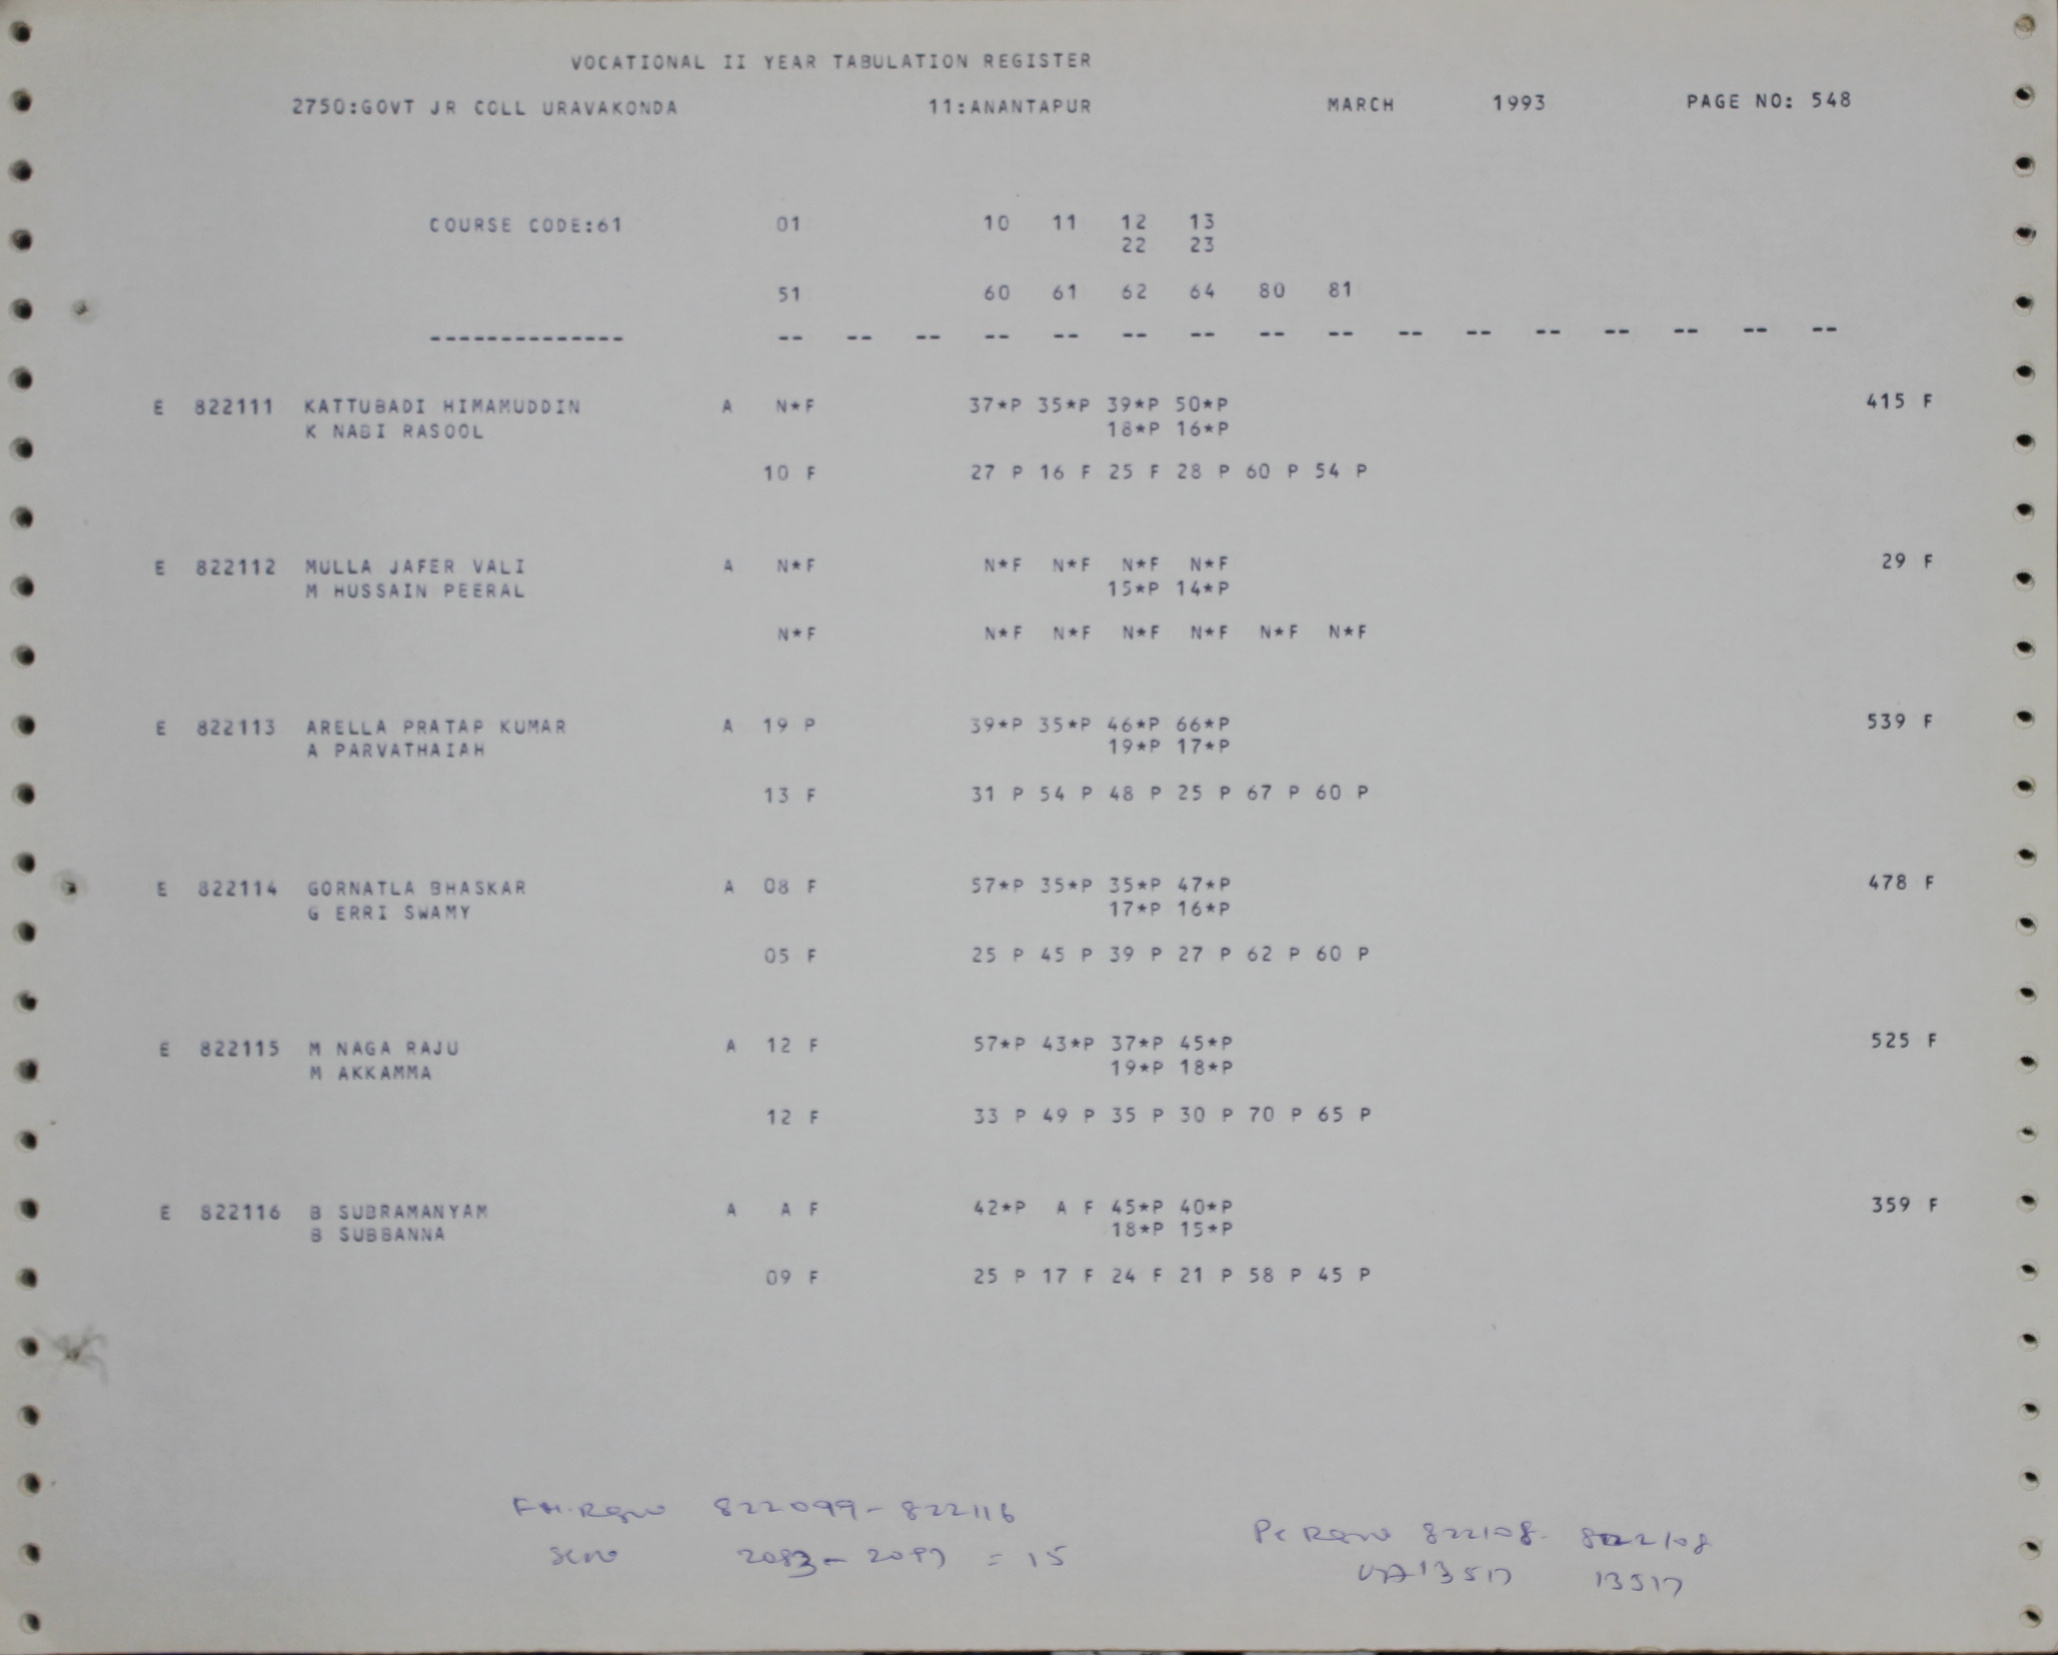 VOCATIONAL II YEAR TABULATION REGISTER
2750:GOVT JR COLL URAVAKONDA 11:ANANTAPUR MARCH 1993 PAGE NO: 548
COURSE CODE:61 01 10 11 12 13
22 23
51 60 61 62 64 80 81
-------------- -- -- -- -- -- -- -- -- -- -- -- -- -- -- -- --
E 822111 KATTUBADI HIMAMUDDIN A N*F 37*P 35*P 39*P 50*P 415 F
K NABI RASOOL 18*P 16*P
10 F 27 P 16 F 25 F 28 P 60 P 54 P
E 822112 MULLA JAFER VALI A N*F N*F N*F N*F N*F 29 F
M HUSSAIN PEERAL 15*P 14*P
N*F N*F N*F N*F N*F N*F N*F
E 822113 ARELLA PRATAP KUMAR A 19 P 39*P 35*P 46*P 66*P 539 F
A PARVATHAIAH 19*P 17*P
13 F 31 P 54 P 48 P 25 P 67 P 60 P
E 822114 GORNATLA BHASKAR A 08 F 57*P 35*P 35*P 47*P 478 F
G ERRI SWAMY 17*P 16*P
05 F 25 P 45 P 39 P 27 P 62 P 60 P
E 822115 M NAGA RAJU A 12 F 57*P 43*P 37*P 45*P 525 F
M AKKAMMA 19*P 18*P
12 F 33 P 49 P 35 P 30 P 70 P 65 P
E 822116 B SUBRAMANYAM A A F 42*P A F 45*P 40*P 359 F
B SUBBANNA 18*P 15*P
09 F 25 P 17 F 24 F 21 P 58 P 45 P
822099 - 822116
2083 - 2097 = 15
822108 - 822108
13517 13517